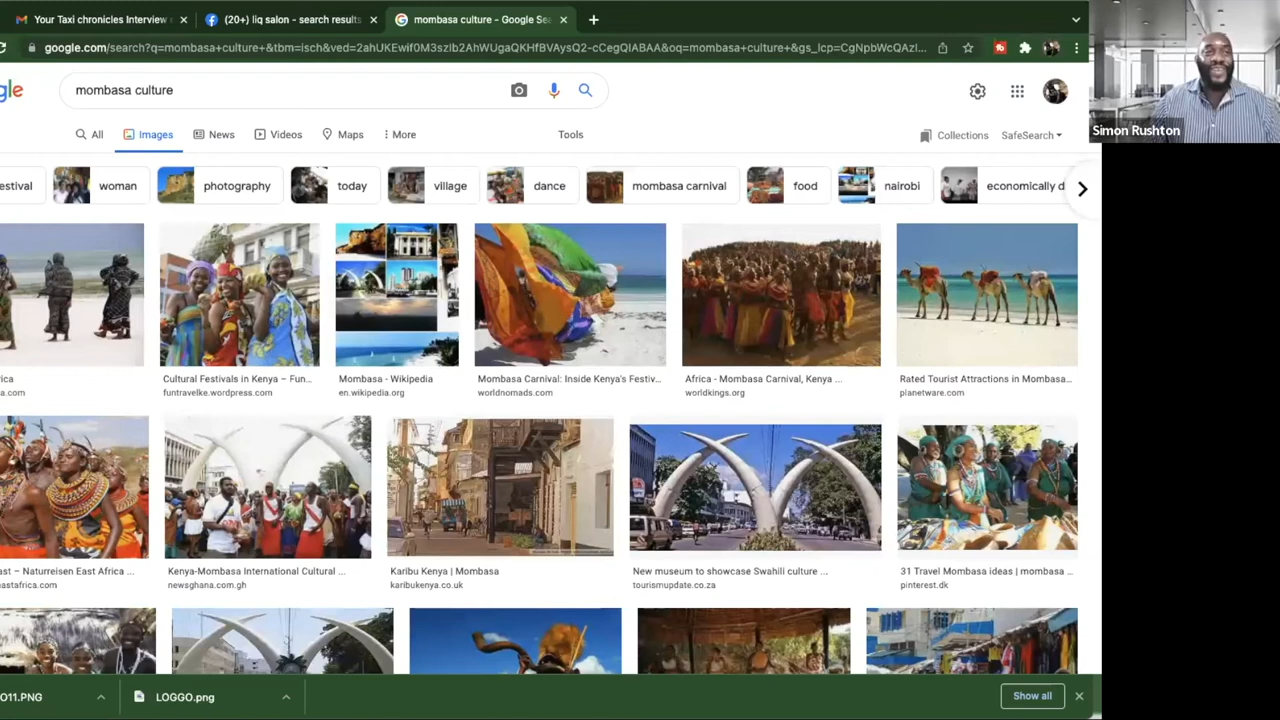 Your Taxi chronicles Interview
(20+) liq salon - search results
mombasa culture - Google Se
google.com/search?q=mombasa+culture+&tbm=isch&ved=2ahUKEwif0M3szIb2AhWUgaQKHfBVAysQ2-cCegQIABAA&oq=mombasa+culture+&gs_lcp=CgNpbWcQAzI...
gle
mombasa culture
Simon Rushton
All
Images
News
Videos
Maps
More
Tools
Collections
SafeSearch
estival
woman
photography
today
village
dance
mombasa carnival
food
nairobi
economically d
ica
Cultural Festivals in Kenya – Fun...
Mombasa - Wikipedia
Mombasa Carnival: Inside Kenya's Festiv...
Africa - Mombasa Carnival, Kenya ...
Rated Tourist Attractions in Mombasa...
a.com
funtravelke.wordpress.com
en.wikipedia.org
worldnomads.com
worldkings.org
planetware.com
ast – Naturreisen East Africa ...
Kenya-Mombasa International Cultural ...
Karibu Kenya | Mombasa
New museum to showcase Swahili culture ...
31 Travel Mombasa ideas | mombasa ...
eastafrica.com
newsghana.com.gh
karibukenya.co.uk
tourismupdate.co.za
pinterest.dk
O11.PNG
LOGGO.png
Show all